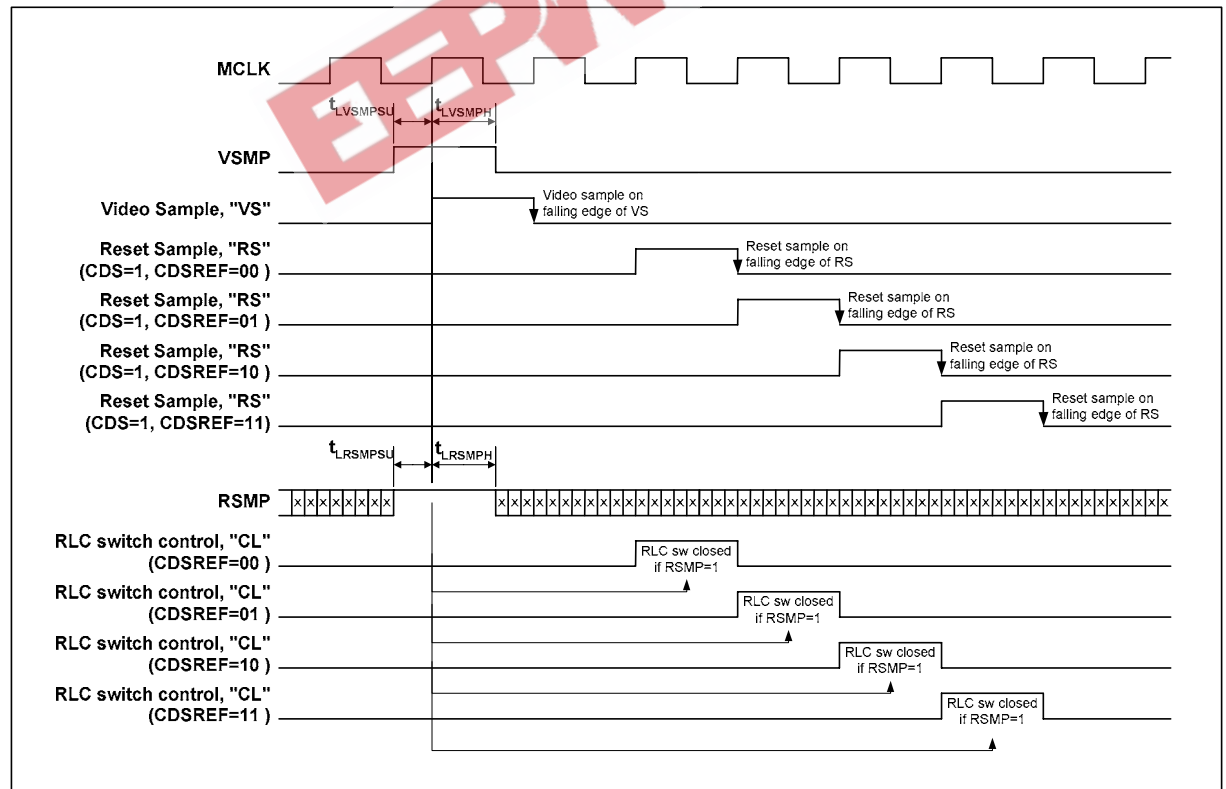 MCLK
tLVSMPSU
tLVSMPH
VSMP
Video Sample, "VS"
Video sample on
falling edge of VS
Reset Sample, "RS"
(CDS=1, CDSREF=00 )
Reset sample on
falling edge of RS
Reset Sample, "RS"
(CDS=1, CDSREF=01 )
Reset sample on
falling edge of RS
Reset Sample, "RS"
(CDS=1, CDSREF=10 )
Reset sample on
falling edge of RS
Reset Sample, "RS"
(CDS=1, CDSREF=11)
Reset sample on
falling edge of RS
tLRSMPSU
tLRSMPH
RSMP
x x x x x x x x
x x x x x x x x x x x x x x x x x x x x x x x x x x x x x x x x x x x x x x x x x x x x x x x x x x x x x
RLC switch control, "CL"
(CDSREF=00 )
RLC sw closed
if RSMP=1
RLC switch control, "CL"
(CDSREF=01 )
RLC sw closed
if RSMP=1
RLC switch control, "CL"
(CDSREF=10 )
RLC sw closed
if RSMP=1
RLC switch control, "CL"
(CDSREF=11 )
RLC sw closed
if RSMP=1